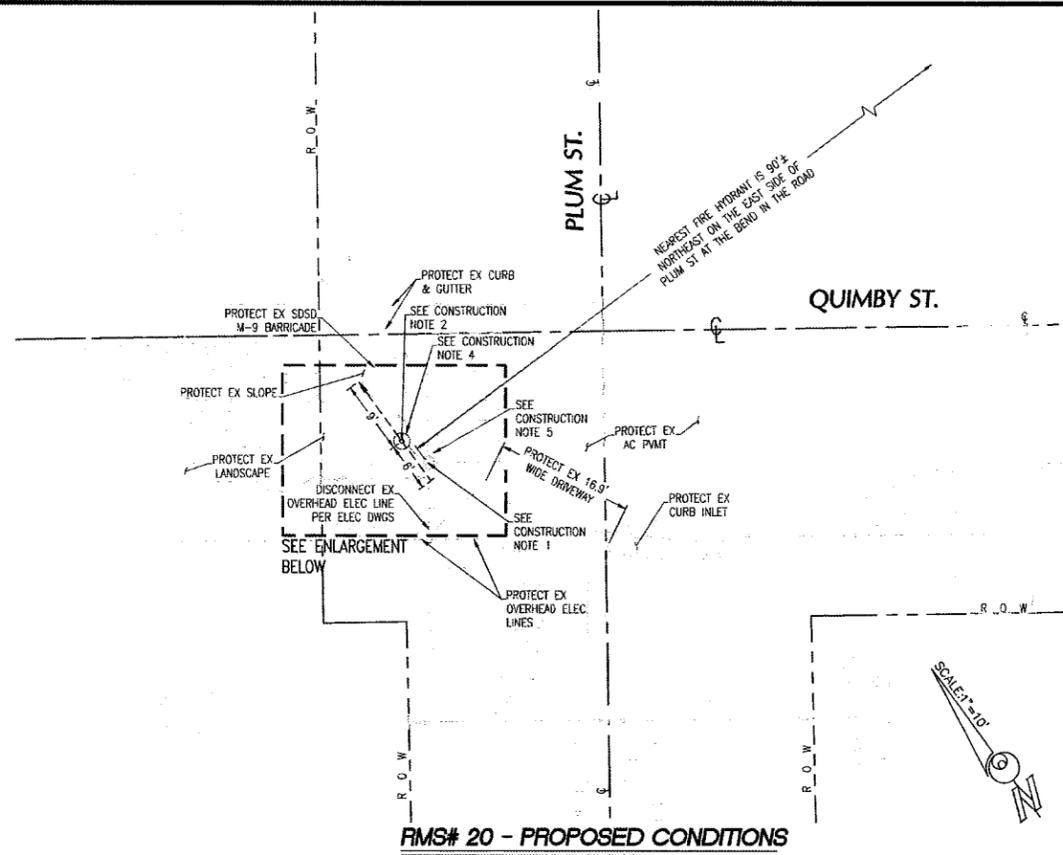 R O W
℄
PLUM ST.
℄
NEAREST FIRE HYDRANT IS 90'±
NORTHEAST ON THE EAST SIDE OF
PLUM ST AT THE BEND IN THE ROAD
QUIMBY ST.
℄
℄
PROTECT EX CURB
& GUTTER
PROTECT EX SDSD
M-9 BARRICADE
SEE CONSTRUCTION
NOTE 2
SEE CONSTRUCTION
NOTE 4
PROTECT EX SLOPE
9'
6'
SEE
CONSTRUCTION
NOTE 5
PROTECT EX
AC PVMT
PROTECT EX 16.9'
WIDE DRIVEWAY
PROTECT EX
LANDSCAPE
DISCONNECT EX
OVERHEAD ELEC LINE
PER ELEC DWGS
PROTECT EX
CURB INLET
SEE
CONSTRUCTION
NOTE 1
SEE ENLARGEMENT
BELOW
PROTECT EX
OVERHEAD ELEC
LINES
R O W
SCALE:1"=10'
N
R O W
℄
R O W
RMS# 20 - PROPOSED CONDITIONS